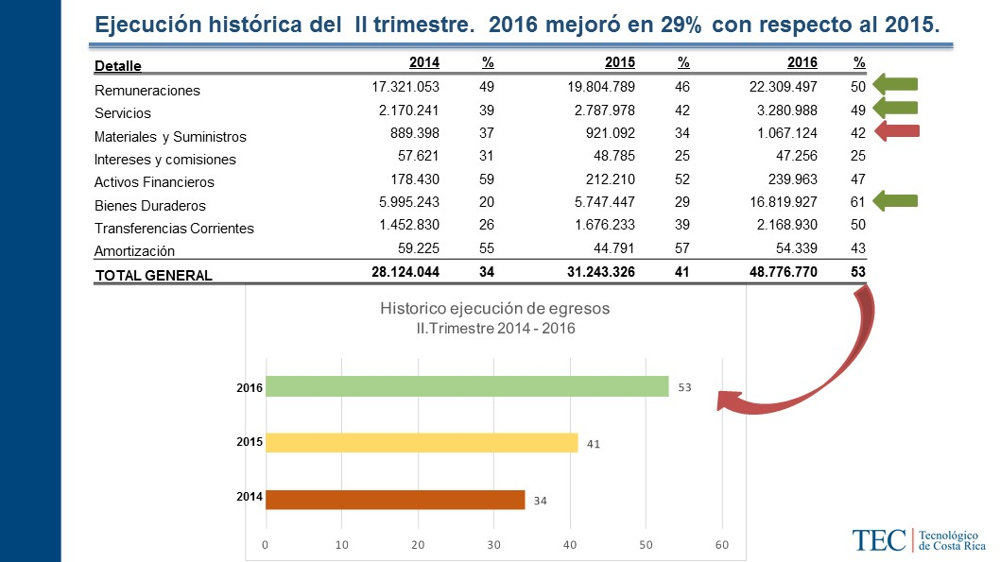 Ejecución histórica del II trimestre. 2016 mejoró en 29% con respecto al 2015.
Detalle 2014 % 2015 % 2016 %
Remuneraciones 17.321.053 49 19.804.789 46 22.309.497 50
Servicios 2.170.241 39 2.787.978 42 3.280.988 49
Materiales y Suministros 889.398 37 921.092 34 1.067.124 42
Intereses y comisiones 57.621 31 48.785 25 47.256 25
Activos Financieros 178.430 59 212.210 52 239.963 47
Bienes Duraderos 5.995.243 20 5.747.447 29 16.819.927 61
Transferencias Corrientes 1.452.830 26 1.676.233 39 2.168.930 50
Amortización 59.225 55 44.791 57 54.339 43
TOTAL GENERAL 28.124.044 34 31.243.326 41 48.776.770 53
Historico ejecución de egresos
II.Trimestre 2014 - 2016
2016 53
2015 41
2014 34
0 10 20 30 40 50 60
TEC Tecnológico
de Costa Rica